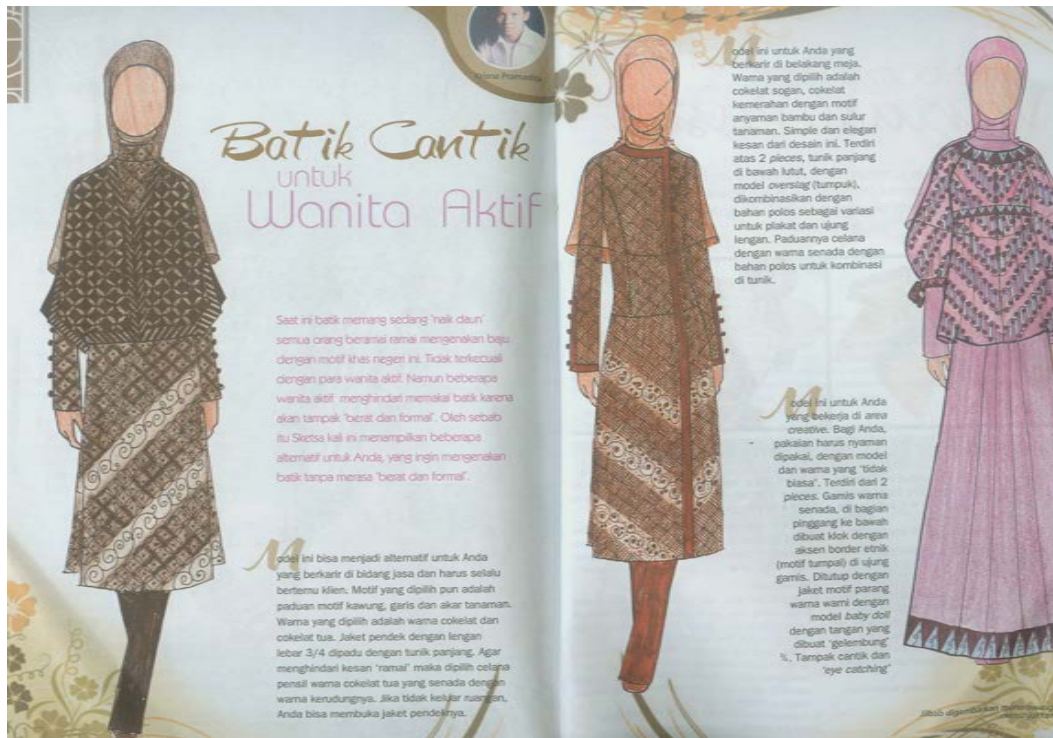 Batik Cantik
untuk
Wanita Aktif
Saat ini batik memang sedang 'naik daun'
semua orang beramai ramai mengenakan baju
dengan motif khas negeri ini. Tidak terkecuali
dengan para wanita aktif. Namun beberapa
wanita aktif menghindari memakai batik karena
akan tampak 'berat dan formal'. Oleh sebab
itu Sketsa kali ini menampilkan beberapa
alternatif untuk Anda, yang ingin mengenakan
batik tanpa merasa 'berat dan formal'.
Model ini bisa menjadi alternatif untuk Anda
yang berkarir di bidang jasa dan harus selalu
bertemu klien. Motif yang dipilih pun adalah
paduan motif kawung, garis dan akar tanaman.
Warna yang dipilih adalah warna cokelat dan
cokelat tua. Jaket pendek dengan lengan
lebar 3/4 dipadu dengan tunik panjang. Agar
menghindari kesan 'ramai' maka dipilih celana
pensil warna cokelat tua yang senada dengan
warna kerudungnya. Jika tidak keluar ruangan,
Anda bisa membuka jaket pendeknya.
Model ini untuk Anda yang
berkarir di belakang meja.
Warna yang dipilih adalah
cokelat sogan, cokelat
kemerahan dengan motif
anyaman bambu dan sulur
tanaman. Simple dan elegan
kesan dari desain ini. Terdiri
atas 2 pieces, tunik panjang
di bawah lutut, dengan
model overslag (tumpuk),
dikombinasikan dengan
bahan polos sebagai variasi
untuk plakat dan ujung
lengan. Paduannya celana
dengan warna senada dengan
bahan polos untuk kombinasi
di tunik.
Model ini untuk Anda
yang bekerja di area
creative. Bagi Anda,
pakaian harus nyaman
dipakai, dengan model
dan warna yang 'tidak
biasa'. Terdiri dari 2
pieces. Gamis warna
senada, di bagian
pinggang ke bawah
dibuat klok dengan
aksen border etnik
(motif tumpal) di ujung
gamis. Ditutup dengan
jaket motif parang
warna warni dengan
model baby doll
dengan tangan yang
dibuat 'gelembung'
¾. Tampak cantik dan
'eye catching'
Jilbab digambarkan